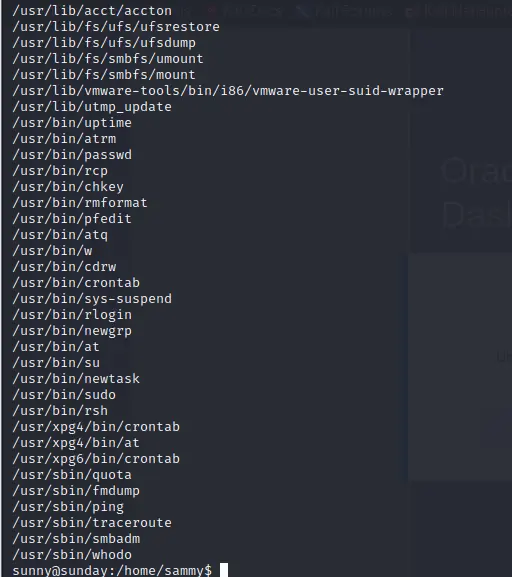 /usr/lib/acct/accton
/usr/lib/fs/ufs/ufsrestore
/usr/lib/fs/ufs/ufsdump
/usr/lib/fs/smbfs/umount
/usr/lib/fs/smbfs/mount
/usr/lib/vmware-tools/bin/i86/vmware-user-suid-wrapper
/usr/lib/utmp_update
/usr/bin/uptime
/usr/bin/atrm
/usr/bin/passwd
/usr/bin/rcp
/usr/bin/chkey
/usr/bin/rmformat
/usr/bin/pfedit
/usr/bin/atq
/usr/bin/w
/usr/bin/cdrw
/usr/bin/crontab
/usr/bin/sys-suspend
/usr/bin/rlogin
/usr/bin/newgrp
/usr/bin/at
/usr/bin/su
/usr/bin/newtask
/usr/bin/sudo
/usr/bin/rsh
/usr/xpg4/bin/crontab
/usr/xpg4/bin/at
/usr/xpg6/bin/crontab
/usr/sbin/quota
/usr/sbin/fmdump
/usr/sbin/ping
/usr/sbin/traceroute
/usr/sbin/smbadm
/usr/sbin/whodo
sunny@sunday:/home/sammy$